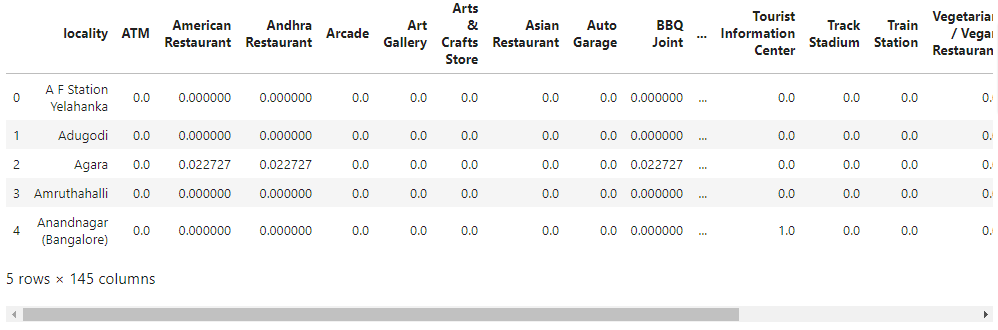 locality ATM American Restaurant Andhra Restaurant Arcade Art Gallery Arts & Crafts Store Asian Restaurant Auto Garage BBQ Joint ... Tourist Information Center Track Stadium Train Station Vegetarian / Vegan Restaurant
0 A F Station Yelahanka 0.0 0.000000 0.000000 0.0 0.0 0.0 0.0 0.0 0.000000 ... 0.0 0.0 0.0 0.
1 Adugodi 0.0 0.000000 0.000000 0.0 0.0 0.0 0.0 0.0 0.000000 ... 0.0 0.0 0.0 0.
2 Agara 0.0 0.022727 0.022727 0.0 0.0 0.0 0.0 0.0 0.022727 ... 0.0 0.0 0.0 0.
3 Amruthahalli 0.0 0.000000 0.000000 0.0 0.0 0.0 0.0 0.0 0.000000 ... 0.0 0.0 0.0 0.
4 Anandnagar (Bangalore) 0.0 0.000000 0.000000 0.0 0.0 0.0 0.0 0.0 0.000000 ... 1.0 0.0 0.0 0.
5 rows × 145 columns